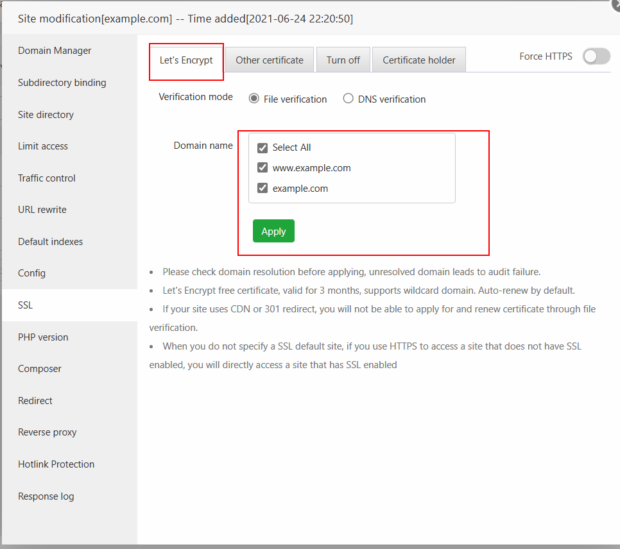 Site modification[example.com] -- Time added[2021-06-24 22:20:50]
Domain Manager
Subdirectory binding
Site directory
Limit access
Traffic control
URL rewrite
Default indexes
Config
SSL
PHP version
Composer
Redirect
Reverse proxy
Hotlink Protection
Response log
Let's Encrypt
Other certificate
Turn off
Certificate holder
Force HTTPS
Verification mode
File verification
DNS verification
Domain name
Select All
www.example.com
example.com
Apply
• Please check domain resolution before applying, unresolved domain leads to audit failure.
• Let's Encrypt free certificate, valid for 3 months, supports wildcard domain. Auto-renew by default.
• If your site uses CDN or 301 redirect, you will not be able to apply for and renew certificate through file
verification.
• When you do not specify a SSL default site, if you use HTTPS to access a site that does not have SSL
enabled, you will directly access a site that has SSL enabled